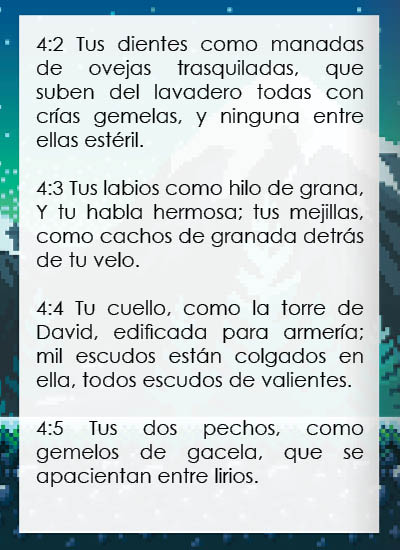 4:2 Tus dientes como manadas
de ovejas trasquiladas, que
suben del lavadero todas con
crías gemelas, y ninguna entre
ellas estéril.
4:3 Tus labios como hilo de grana,
Y tu habla hermosa; tus mejillas,
como cachos de granada detrás
de tu velo.
4:4 Tu cuello, como la torre de
David, edificada para armería;
mil escudos están colgados en
ella, todos escudos de valientes.
4:5 Tus dos pechos, como
gemelos de gacela, que se
apacientan entre lirios.